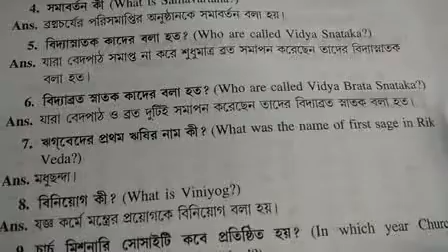 4. সমাবর্তন কী (What is
Ans. ব্রহ্মচর্যের পরিসমাপ্তির অনুষ্ঠানকে সমাবর্তন বলা হয়।
5. বিদ্যাস্নাতক কাদের বলা হত? (Who are called Vidya Snataka?)
Ans. যারা বেদপাঠ সমাপ্ত না করে শুধুমাত্র ব্রত সমাপন করেছেন তাদের বিদ্যাস্নাতক
বলা হত।
6. বিদ্যাব্রত স্নাতক কাদের বলা হত? (Who are called Vidya Brata Snataka?)
Ans. যারা বেদপাঠ ও ব্রত দুটিই সমাপন করেছেন তাদের বিদ্যাব্রত স্নাতক বলা হত।
7. ঋগ্বেদের প্রথম ঋষির নাম কী? (What was the name of first sage in Rik
Veda?)
Ans. মধুছন্দা।
8. বিনিয়োগ কী? (What is Viniyog?)
Ans. যজ্ঞ কর্মে মন্ত্রের প্রয়োগকে বিনিয়োগ বলা হয়।
9. চার্চ মিশনারি সোসাইটি কবে প্রতিষ্ঠিত হয়? (In which year Churc